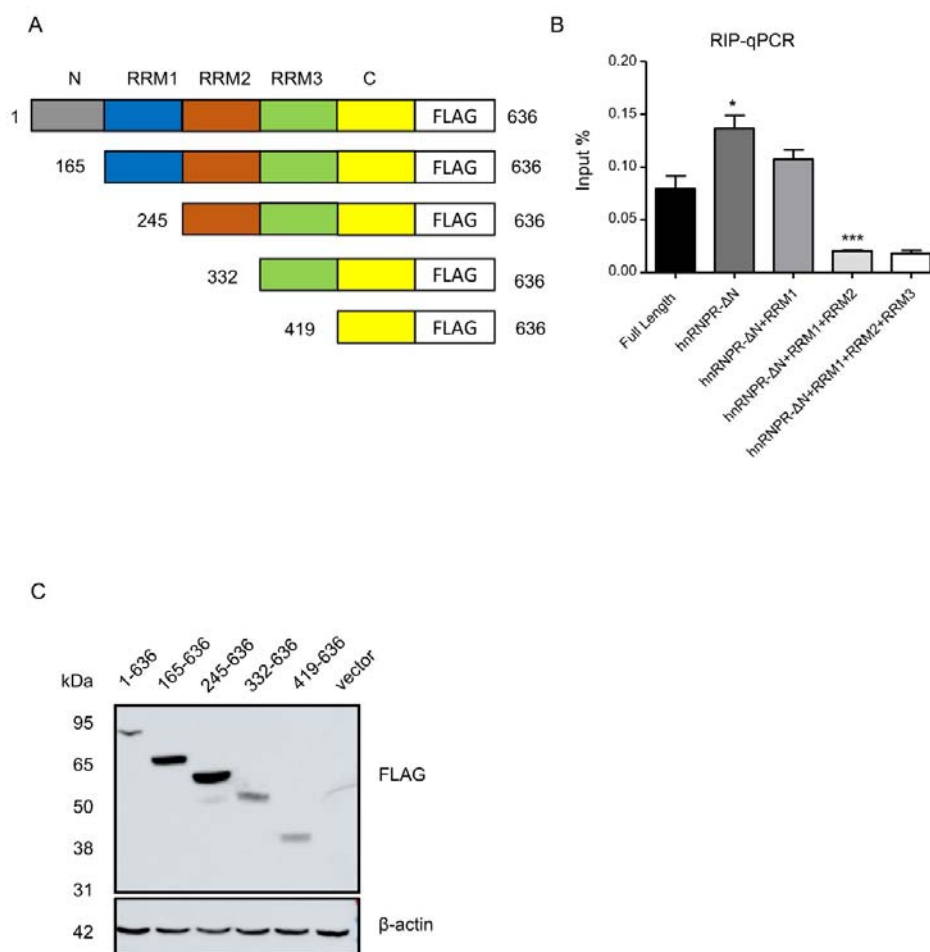 A
N RRM1 RRM2 RRM3 C
1 FLAG 636
165 FLAG 636
245 FLAG 636
332 FLAG 636
419 FLAG 636
B
RIP-qPCR
Input %
0.20
0.15
0.10
0.05
0.00
*
***
Full Length
hnRNPR-ΔN
hnRNPR-ΔN+RRM1
hnRNPR-ΔN+RRM1+RRM2
hnRNPR-ΔN+RRM1+RRM2+RRM3
C
kDa
1-636
165-636
245-636
332-636
419-636
vector
95
65
50
38
31
FLAG
42
β-actin